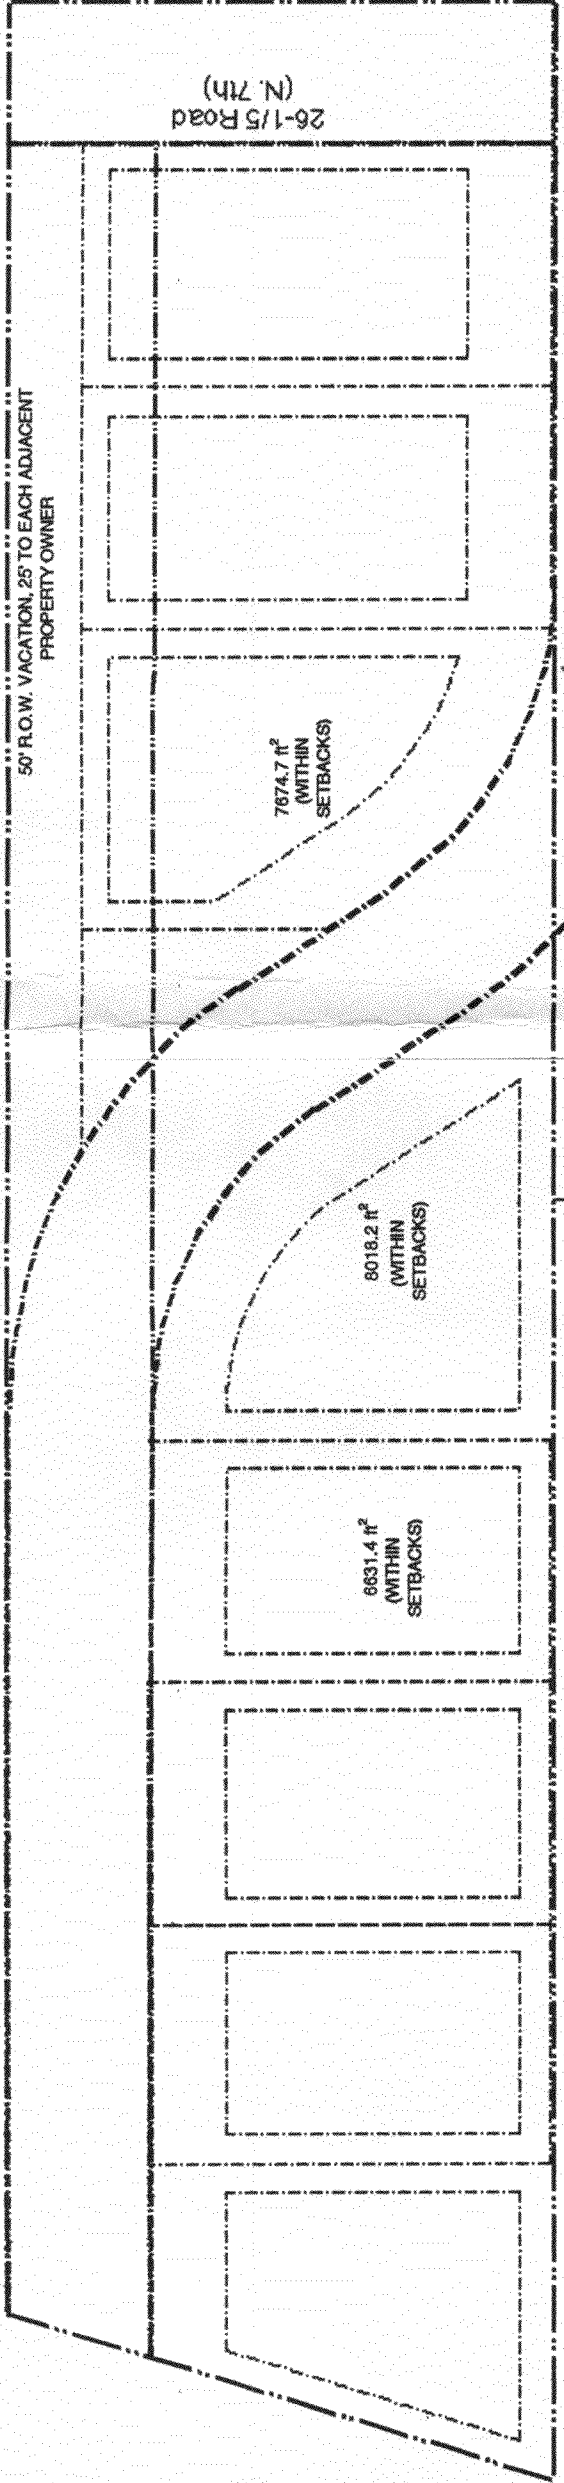 26-1/5 Road
(N. 7th)
50' R.O.W. VACATION, 25' TO EACH ADJACENT
PROPERTY OWNER
7674.7 ft²
(WITHIN
SETBACKS)
8018.2 ft²
(WITHIN
SETBACKS)
6631.4 ft²
(WITHIN
SETBACKS)